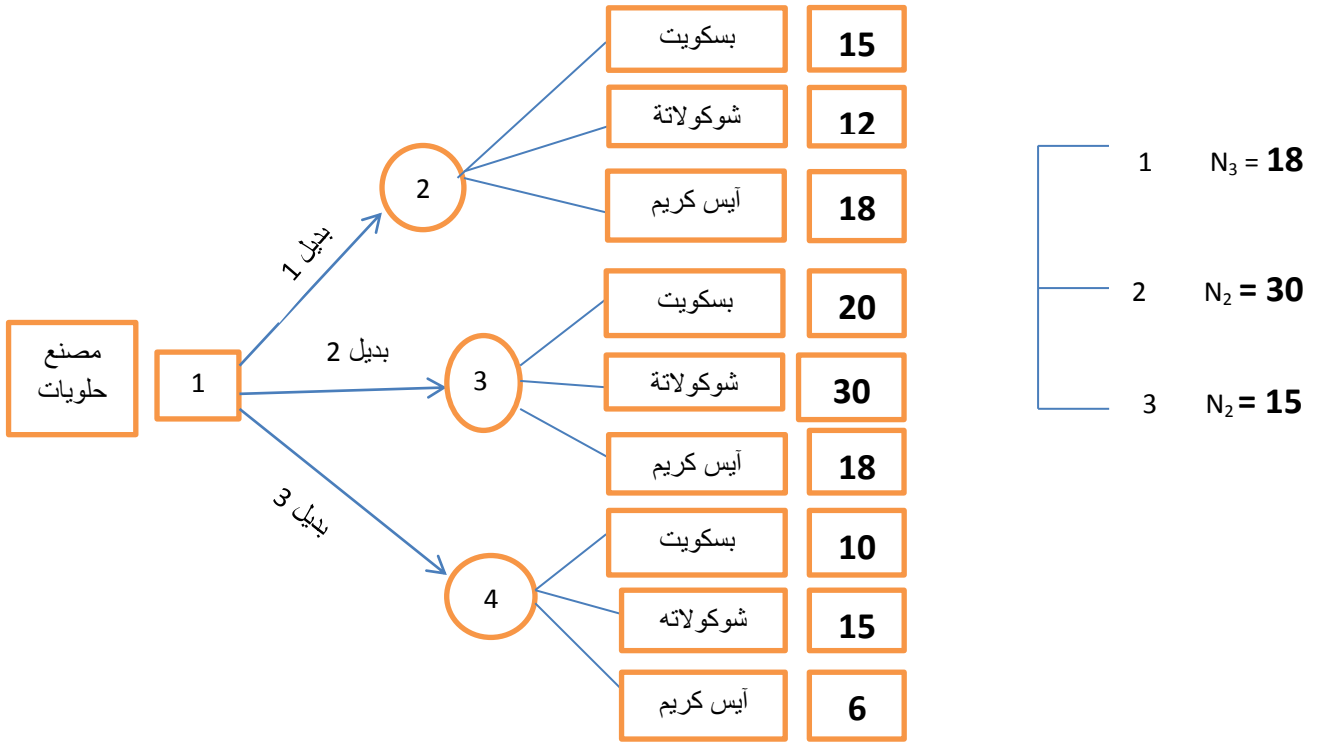 بسكويت
15
شوكولاتة
12
آيس كريم
18
2
بديل 1
مصنع
حلويات
1
بديل 2
3
بسكويت
20
شوكولاتة
30
آيس كريم
18
بديل 3
4
بسكويت
10
شوكولاته
15
آيس كريم
6
1 N₃ = 18
2 N₂ = 30
3 N₂ = 15